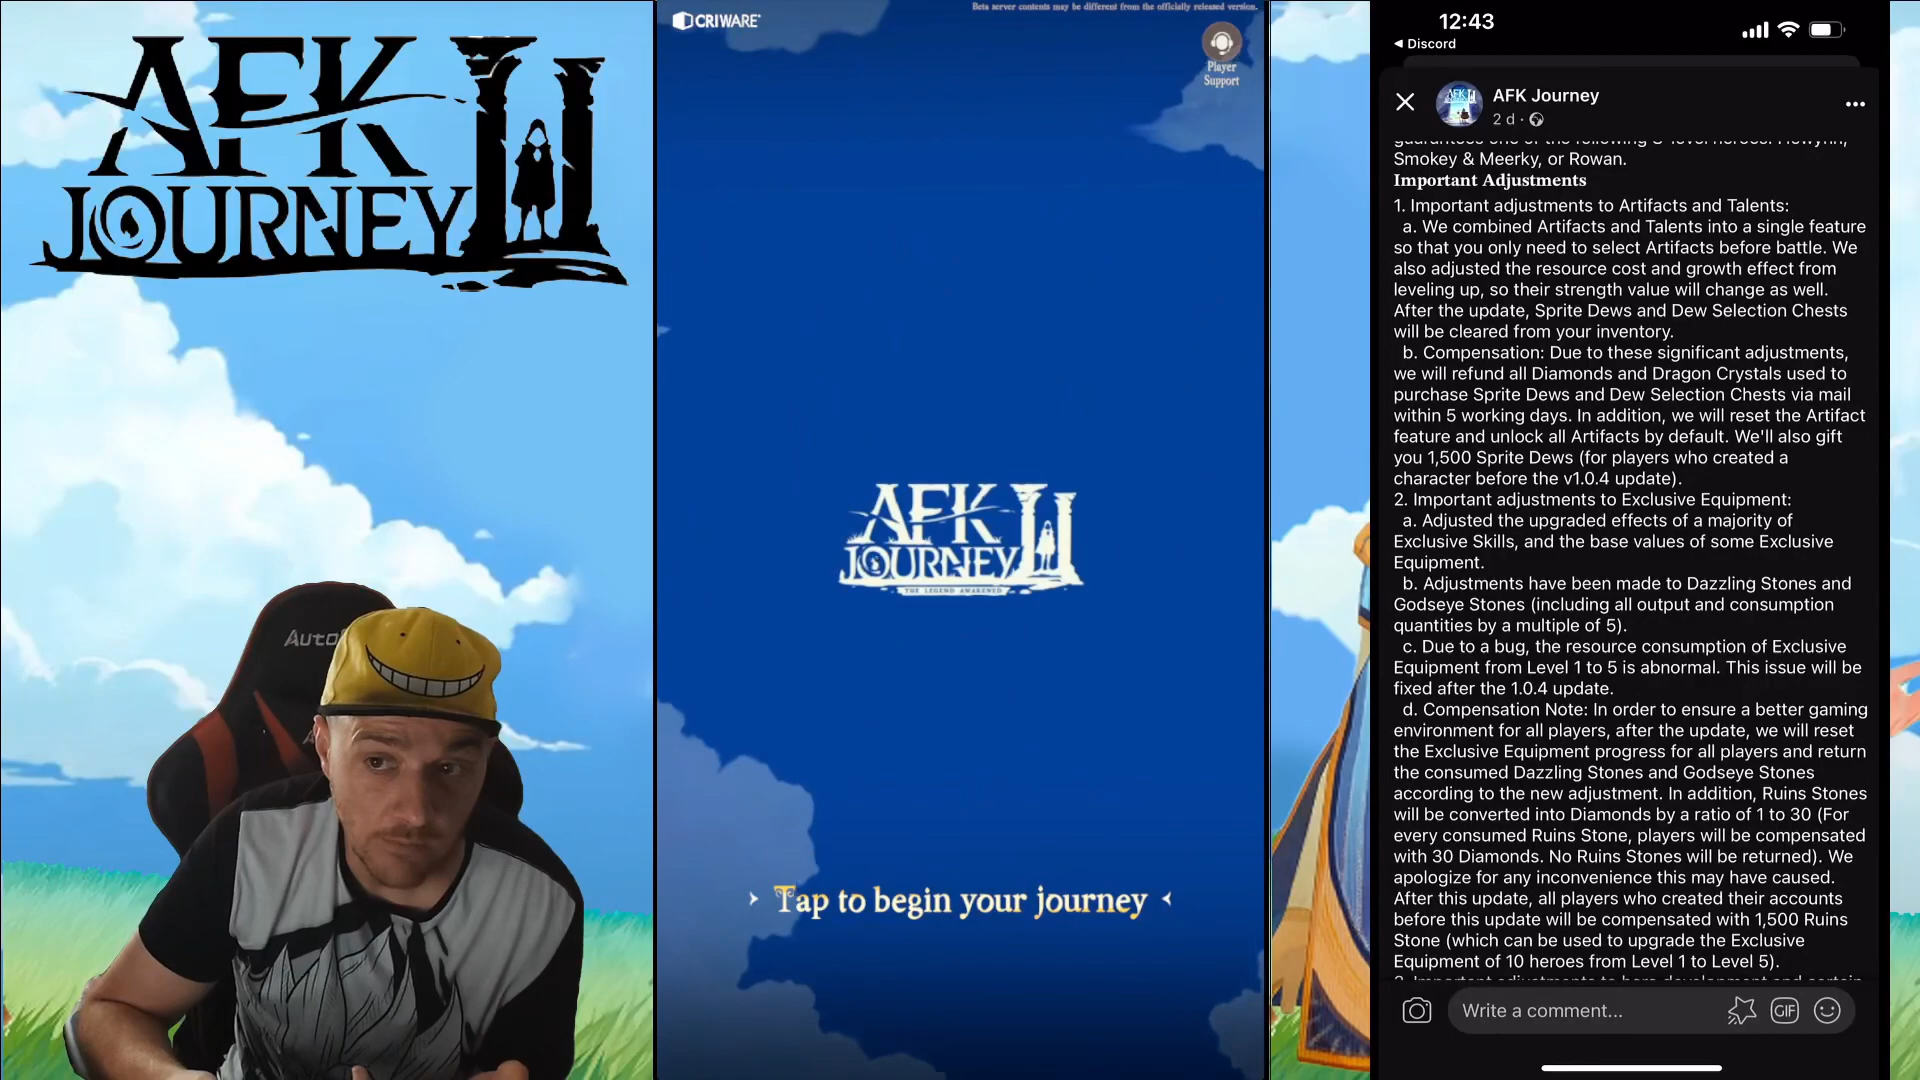 AFK
JOURNEY
Auto
CRIWARE
Beta server contents may be different from the officially released version.
Player
Support
AFK
JOURNEY
THE LEGEND AWAKENED
Tap to begin your journey
12:43
Discord
AFK Journey
2 d ·
Smokey & Meerky, or Rowan.
Important Adjustments
1. Important adjustments to Artifacts and Talents:
a. We combined Artifacts and Talents into a single feature
so that you only need to select Artifacts before battle. We
also adjusted the resource cost and growth effect from
leveling up, so their strength value will change as well.
After the update, Sprite Dews and Dew Selection Chests
will be cleared from your inventory.
b. Compensation: Due to these significant adjustments,
we will refund all Diamonds and Dragon Crystals used to
purchase Sprite Dews and Dew Selection Chests via mail
within 5 working days. In addition, we will reset the Artifact
feature and unlock all Artifacts by default. We'll also gift
you 1,500 Sprite Dews (for players who created a
character before the v1.0.4 update).
2. Important adjustments to Exclusive Equipment:
a. Adjusted the upgraded effects of a majority of
Exclusive Skills, and the base values of some Exclusive
Equipment.
b. Adjustments have been made to Dazzling Stones and
Godseye Stones (including all output and consumption
quantities by a multiple of 5).
c. Due to a bug, the resource consumption of Exclusive
Equipment from Level 1 to 5 is abnormal. This issue will be
fixed after the 1.0.4 update.
d. Compensation Note: In order to ensure a better gaming
environment for all players, after the update, we will reset
the Exclusive Equipment progress for all players and return
the consumed Dazzling Stones and Godseye Stones
according to the new adjustment. In addition, Ruins Stones
will be converted into Diamonds by a ratio of 1 to 30 (For
every consumed Ruins Stone, players will be compensated
with 30 Diamonds. No Ruins Stones will be returned). We
apologize for any inconvenience this may have caused.
After this update, all players who created their accounts
before this update will be compensated with 1,500 Ruins
Stone (which can be used to upgrade the Exclusive
Equipment of 10 heroes from Level 1 to Level 5).
Write a comment...
GIF